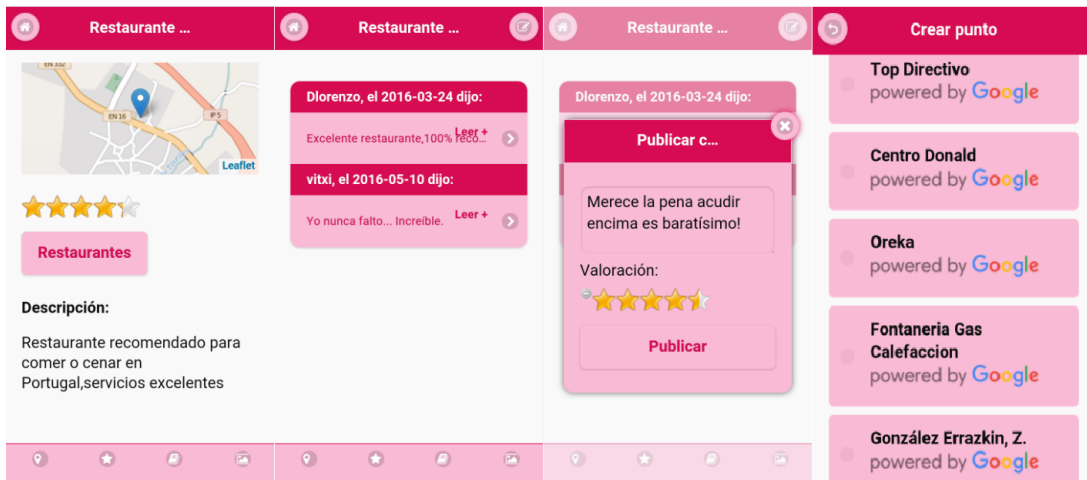 Restaurante ...
EN 332
EN 16
P 5
Leaflet
Restaurantes
Descripción:
Restaurante recomendado para
comer o cenar en
Portugal,servicios excelentes
Restaurante ...
Dlorenzo, el 2016-03-24 dijo:
Excelente restaurante,100% reco...
Leer +
vitxi, el 2016-05-10 dijo:
Yo nunca falto... Increíble.
Leer +
Restaurante ...
Dlorenzo, el 2016-03-24 dijo:
Publicar c...
Merece la pena acudir
encima es baratísimo!
Valoración:
Publicar
Crear punto
Top Directivo
powered by Google
Centro Donald
powered by Google
Oreka
powered by Google
Fontaneria Gas
Calefaccion
powered by Google
González Errazkin, Z.
powered by Google